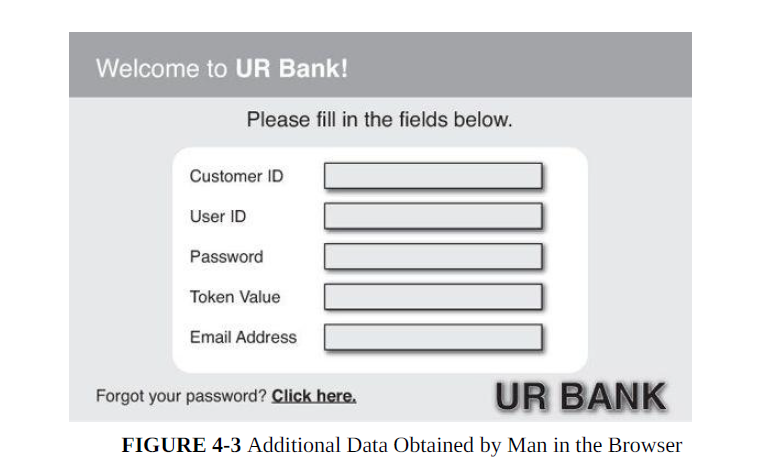 Welcome to UR Bank!
Please fill in the fields below.
Customer ID
User ID
Password
Token Value
Email Address
Forgot your password? Click here.
UR BANK
FIGURE 4-3 Additional Data Obtained by Man in the Browser